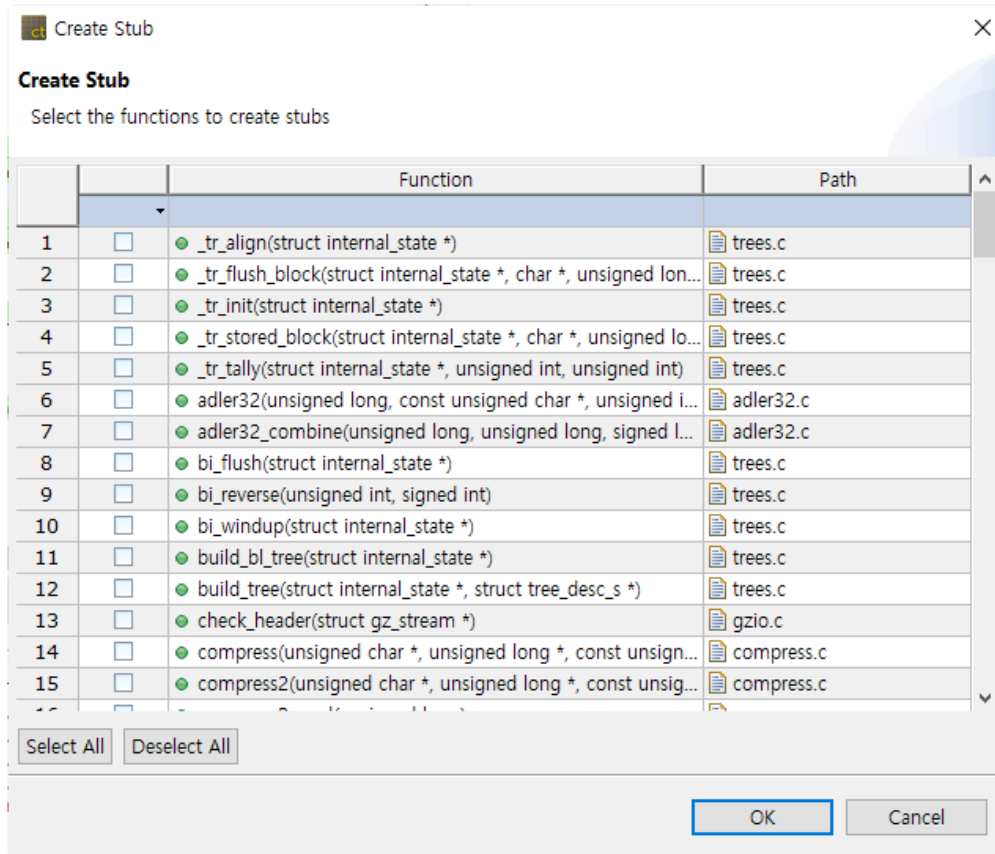 ct Create Stub
Create Stub
Select the functions to create stubs
Function Path
1 _tr_align(struct internal_state *) trees.c
2 _tr_flush_block(struct internal_state *, char *, unsigned lon... trees.c
3 _tr_init(struct internal_state *) trees.c
4 _tr_stored_block(struct internal_state *, char *, unsigned lo... trees.c
5 _tr_tally(struct internal_state *, unsigned int, unsigned int) trees.c
6 adler32(unsigned long, const unsigned char *, unsigned i... adler32.c
7 adler32_combine(unsigned long, unsigned long, signed l... adler32.c
8 bi_flush(struct internal_state *) trees.c
9 bi_reverse(unsigned int, signed int) trees.c
10 bi_windup(struct internal_state *) trees.c
11 build_bl_tree(struct internal_state *) trees.c
12 build_tree(struct internal_state *, struct tree_desc_s *) trees.c
13 check_header(struct gz_stream *) gzio.c
14 compress(unsigned char *, unsigned long *, const unsign... compress.c
15 compress2(unsigned char *, unsigned long *, const unsig... compress.c
Select All Deselect All
OK Cancel